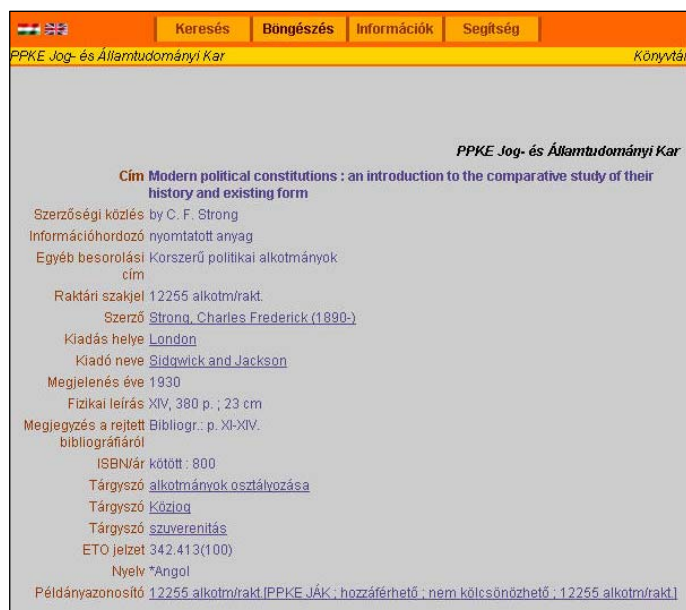 Keresés Böngészés Információk Segítség
PPKE Jog- és Államtudományi Kar Könyvtár
PPKE Jog- és Államtudományi Kar
Cím Modern political constitutions : an introduction to the comparative study of their
history and existing form
Szerzőségi közlés by C. F. Strong
Információhordozó nyomtatott anyag
Egyéb besorolási Korszerű politikai alkotmányok
cím
Raktári szakjel 12255 alkotm/rakt.
Szerző Strong, Charles Frederick (1890-)
Kiadás helye London
Kiadó neve Sidgwick and Jackson
Megjelenés éve 1930
Fizikai leírás XIV, 380 p. ; 23 cm
Megjegyzés a rejtett Bibliogr.: p. XI-XIV.
bibliográfiáról
ISBN/ár kötött : 800
Tárgyszó alkotmányok osztályozása
Tárgyszó Közjog
Tárgyszó szuverenitás
ETO jelzet 342.413(100)
Nyelv *Angol
Példányazonosító 12255 alkotm/rakt.[PPKE JÁK ; hozzáférhető ; nem kölcsönözhető ; 12255 alkotm/rakt.]